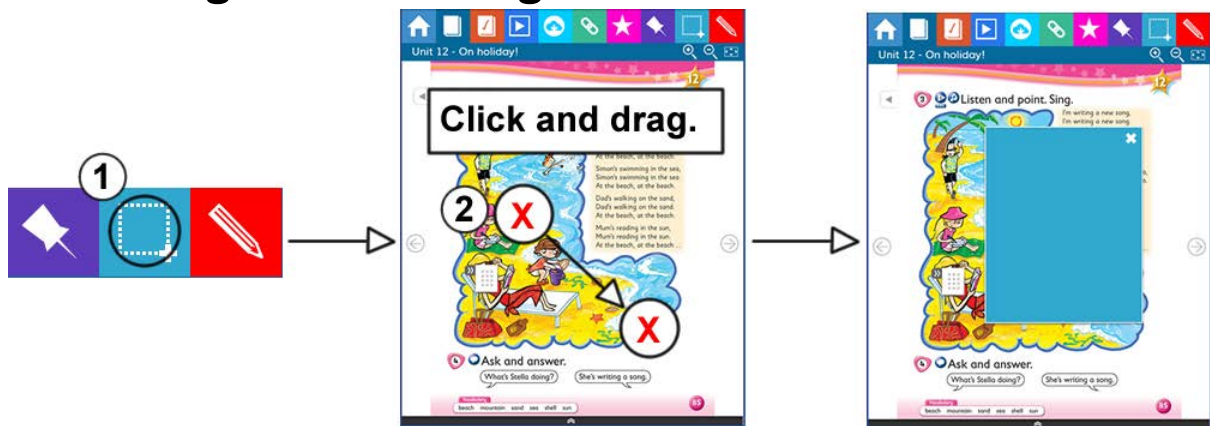 1
Unit 12 - On holiday!
12
Click and drag.
At the beach, at the beach.
Simon's swimming in the sea,
Simon's swimming in the sea
At the beach, at the beach.
Dad's walking on the sand,
Dad's walking on the sand.
At the beach, at the beach.
Mum's reading in the sun,
Mum's reading in the sun.
At the beach, at the beach ...
2
X
X
4 Ask and answer.
What's Stella doing?
She's writing a song.
Vocabulary
beach mountain sand sea shell sun
85
Unit 12 - On holiday!
12
3 Listen and point. Sing.
I'm writing a new song,
I'm writing a new song
4 Ask and answer.
What's Stella doing?
She's writing a song.
Vocabulary
beach mountain sand sea shell sun
85